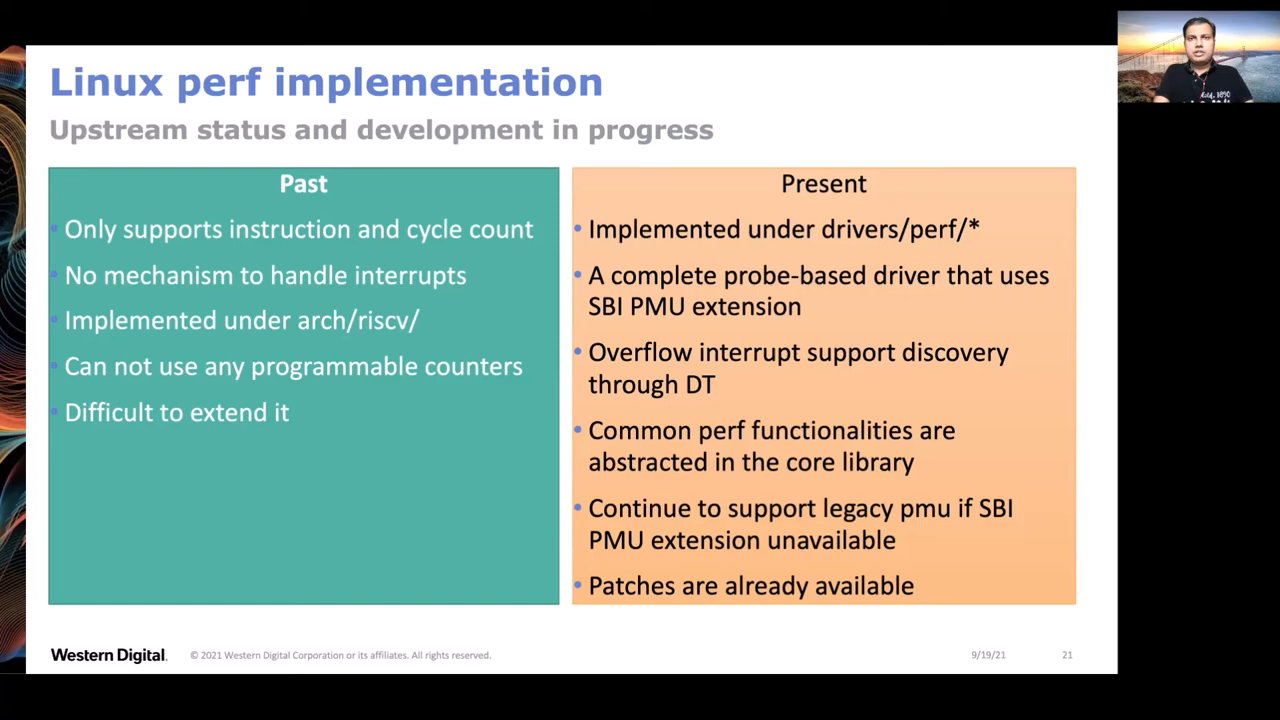 Linux perf implementation
Upstream status and development in progress
Past
• Only supports instruction and cycle count
• No mechanism to handle interrupts
• Implemented under arch/riscv/
• Can not use any programmable counters
• Difficult to extend it
Present
• Implemented under drivers/perf/*
• A complete probe-based driver that uses
SBI PMU extension
• Overflow interrupt support discovery
through DT
• Common perf functionalities are
abstracted in the core library
• Continue to support legacy pmu if SBI
PMU extension unavailable
• Patches are already available
Western Digital.
© 2021 Western Digital Corporation or its affiliates. All rights reserved.
9/19/21
21